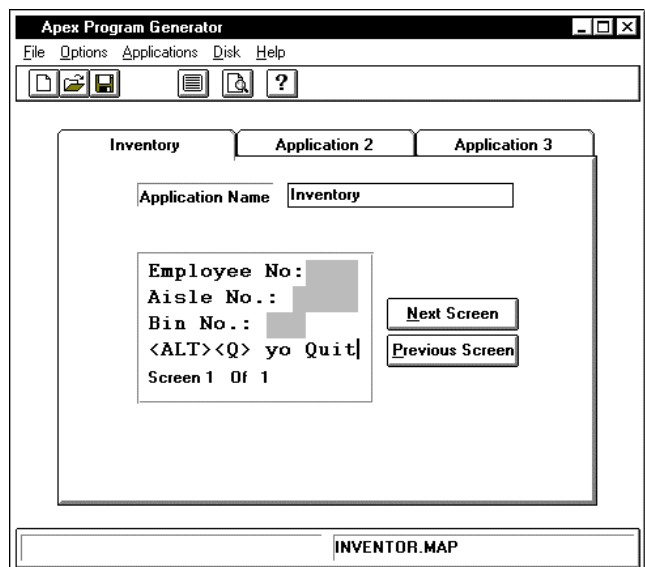 Apex Program Generator
File Options Applications Disk Help
?
Inventory Application 2 Application 3
Application Name Inventory
Employee No:
Aisle No.:
Bin No.:
<ALT><Q> yo Quit
Screen 1 Of 1
Next Screen
Previous Screen
INVENTOR.MAP